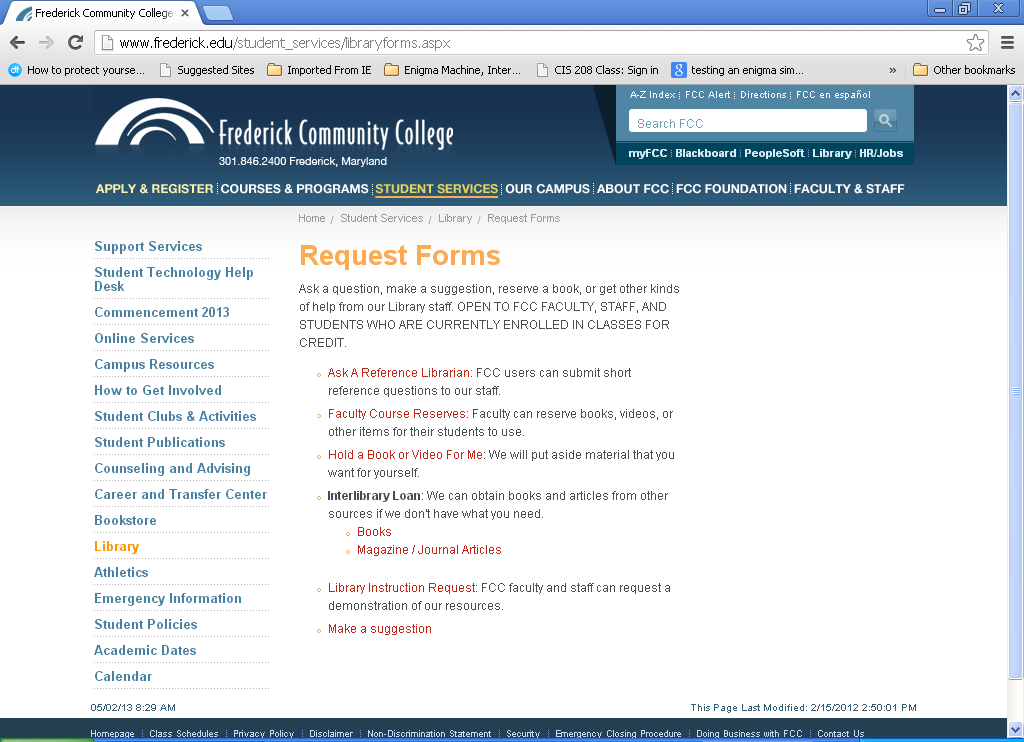 Frederick Community College
www.frederick.edu/student_services/libraryforms.aspx
How to protect yourse... Suggested Sites Imported From IE Enigma Machine, Inter... CIS 208 Class: Sign in testing an enigma sim... » Other bookmarks
A-Z Index FCC Alert Directions FCC en español
Search FCC
Frederick Community College
301.846.2400 Frederick, Maryland
myFCC Blackboard PeopleSoft Library HR/Jobs
APPLY & REGISTER COURSES & PROGRAMS STUDENT SERVICES OUR CAMPUS ABOUT FCC FCC FOUNDATION FACULTY & STAFF
Home / Student Services / Library / Request Forms
Support Services
Student Technology Help
Desk
Commencement 2013
Online Services
Campus Resources
How to Get Involved
Student Clubs & Activities
Student Publications
Counseling and Advising
Career and Transfer Center
Bookstore
Library
Athletics
Emergency Information
Student Policies
Academic Dates
Calendar
Request Forms
Ask a question, make a suggestion, reserve a book, or get other kinds
of help from our Library staff. OPEN TO FCC FACULTY, STAFF, AND
STUDENTS WHO ARE CURRENTLY ENROLLED IN CLASSES FOR
CREDIT.
Ask A Reference Librarian: FCC users can submit short
reference questions to our staff.
Faculty Course Reserves: Faculty can reserve books, videos, or
other items for their students to use.
Hold a Book or Video For Me: We will put aside material that you
want for yourself.
Interlibrary Loan: We can obtain books and articles from other
sources if we don't have what you need.
Books
Magazine / Journal Articles
Library Instruction Request: FCC faculty and staff can request a
demonstration of our resources.
Make a suggestion
05/02/13 8:29 AM
This Page Last Modified: 2/15/2012 2:50:01 PM
Homepage Class Schedules Privacy Policy Disclaimer Non-Discrimination Statement Security Emergency Closing Procedure Doing Business with FCC Contact Us